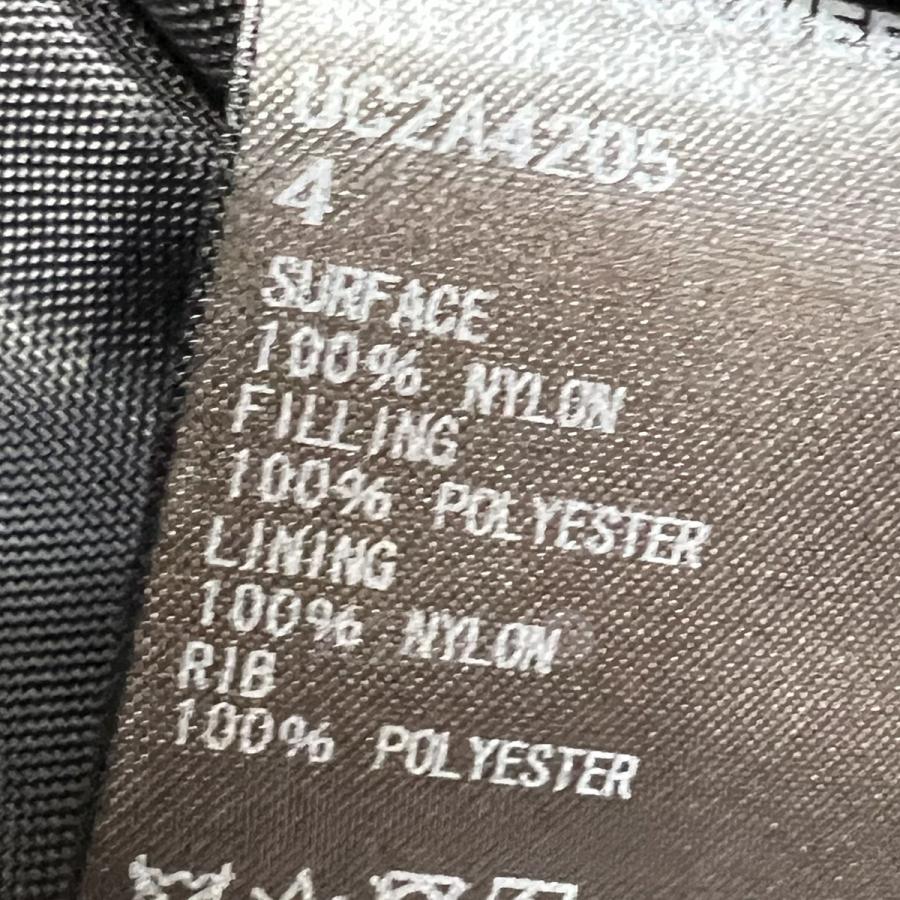 UC2A4205
4
SURFACE
100% NYLON
FILLING
100% POLYESTER
LINING
100% NYLON
RIB
100% POLYESTER